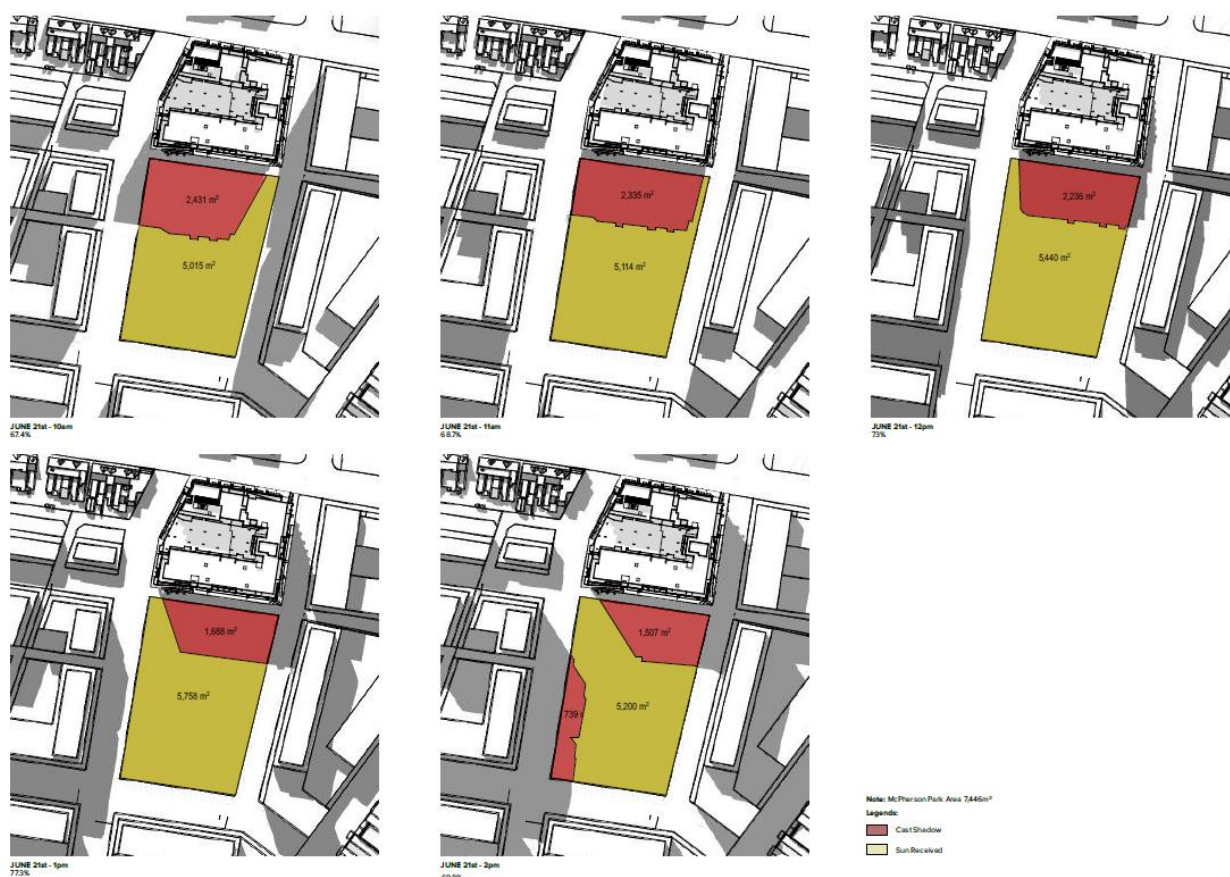 2,431 m²
5,015 m²
JUNE 21st - 10am
67.4%
2,335 m²
5,114 m²
JUNE 21st - 11am
68.7%
2,236 m²
5,440 m²
JUNE 21st - 12pm
73%
1,688 m²
5,758 m²
JUNE 21st - 1pm
77.3%
1,507 m²
739
5,200 m²
JUNE 21st - 2pm
Note: McPherson Park Area 7,446m²
Legends:
Cast Shadow
Sun Received